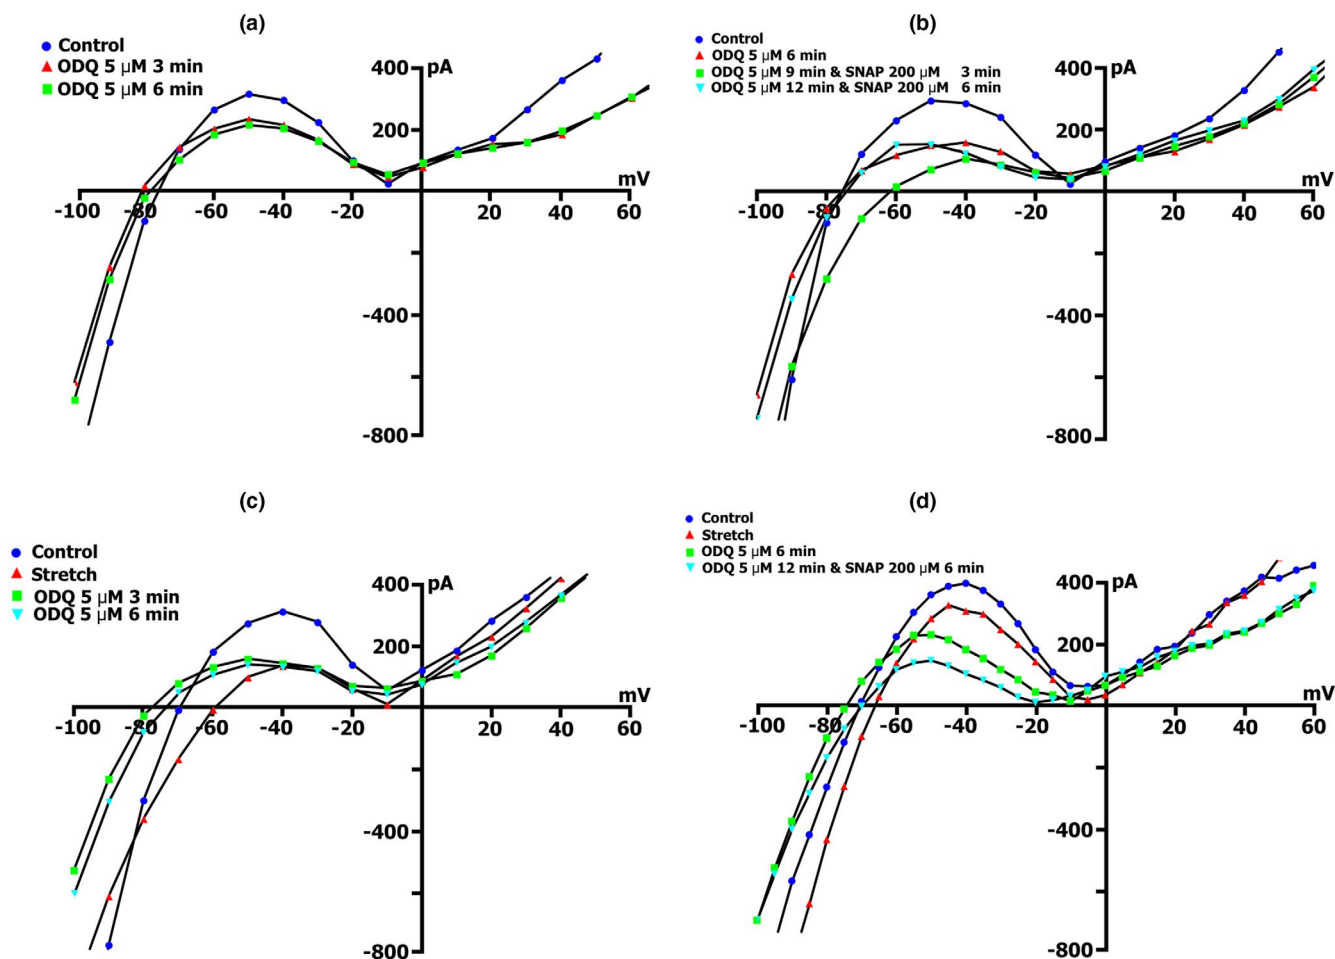 (a)
Control
ODQ 5 µM 3 min
ODQ 5 µM 6 min
400
pA
200
mV
-100 -80 -60 -40 -20 20 40 60
-400
-800
(b)
Control
ODQ 5 µM 6 min
ODQ 5 µM 9 min & SNAP 200 µM 3 min
ODQ 5 µM 12 min & SNAP 200 µM 6 min
400
pA
200
mV
-100 -80 -60 -40 -20 20 40 60
-400
-800
(c)
Control
Stretch
ODQ 5 µM 3 min
ODQ 5 µM 6 min
400
pA
200
mV
-100 -80 -60 -40 -20 20 40 60
-400
-800
(d)
Control
Stretch
ODQ 5 µM 6 min
ODQ 5 µM 12 min & SNAP 200 µM 6 min
400
pA
200
mV
-100 -80 -60 -40 -20 20 40 60
-400
-800